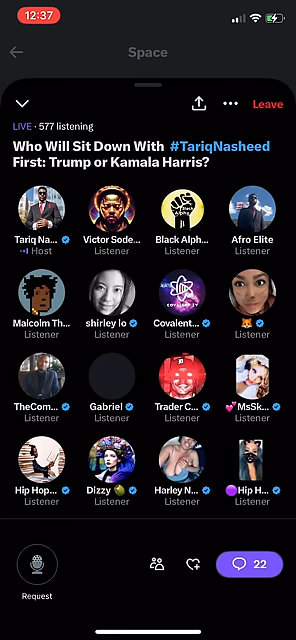 12:37
Space
Leave
LIVE · 577 listening
Who Will Sit Down With #TariqNasheed
First: Trump or Kamala Harris?
Tariq Na... Victor Sode... Black Alph... Afro Elite
Host Listener Listener Listener
Malcolm Th... shirley lo Covalent...
Listener Listener Listener Listener
TheCom... Gabriel Trader C... MsSk...
Listener Listener Listener Listener
Hip Hop... Dizzy Harley N... Hip H...
Listener Listener Listener Listener
22
Request